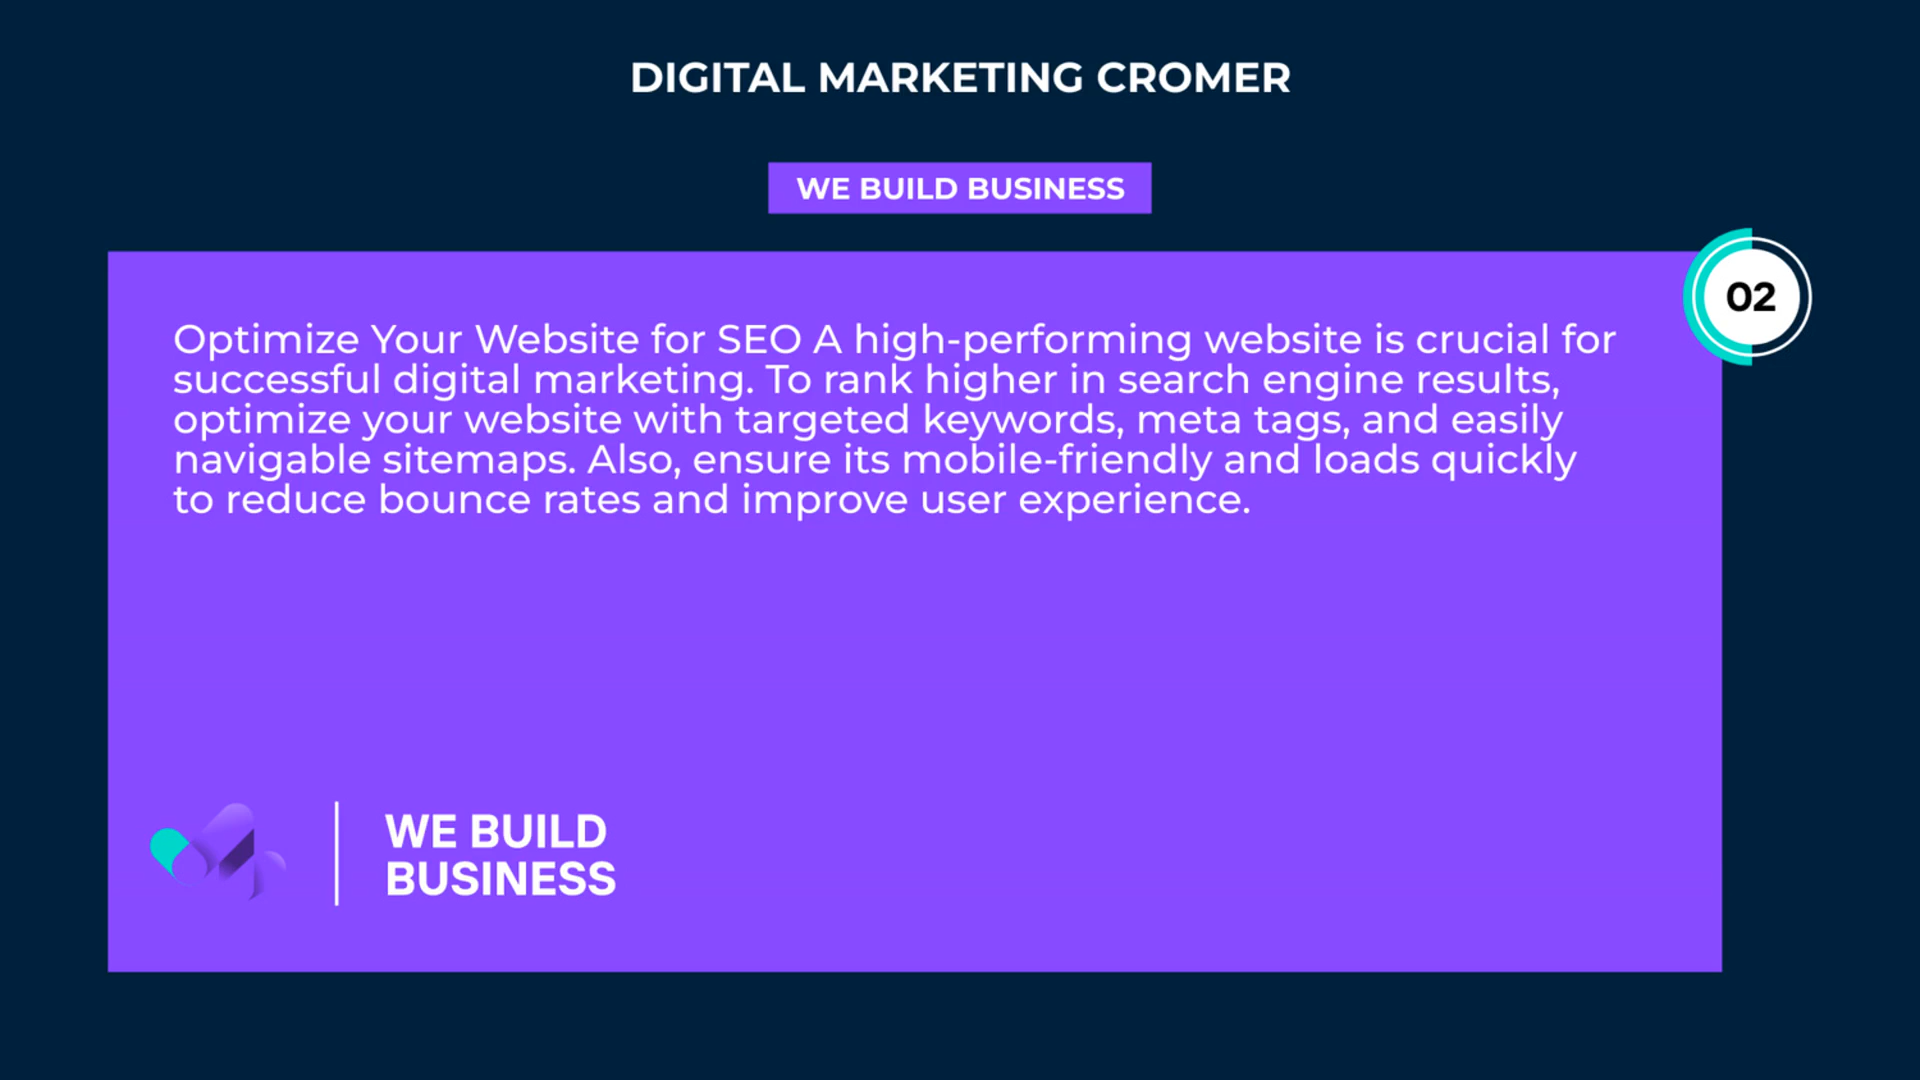 DIGITAL MARKETING CROMER
WE BUILD BUSINESS
02
Optimize Your Website for SEO A high-performing website is crucial for
successful digital marketing. To rank higher in search engine results,
optimize your website with targeted keywords, meta tags, and easily
navigable sitemaps. Also, ensure its mobile-friendly and loads quickly
to reduce bounce rates and improve user experience.
WE BUILD
BUSINESS